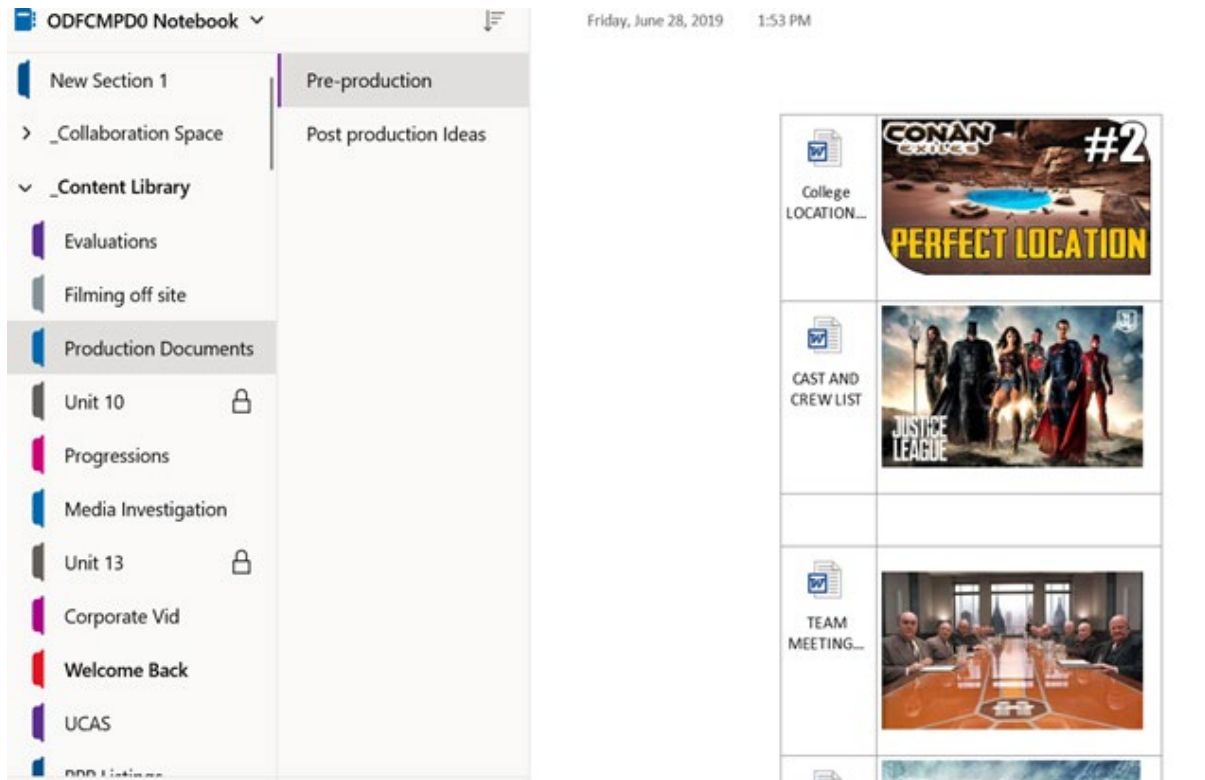 ODFCMPD0 Notebook
New Section 1
_Collaboration Space
_Content Library
Evaluations
Filming off site
Production Documents
Unit 10
Progressions
Media Investigation
Unit 13
Corporate Vid
Welcome Back
UCAS
Pre-production
Post production Ideas
Friday, June 28, 2019 1:53 PM
College
LOCATION...
CONAN
EXILES
#2
PERFECT LOCATION
CAST AND
CREW LIST
JUSTICE
LEAGUE
TEAM
MEETING...